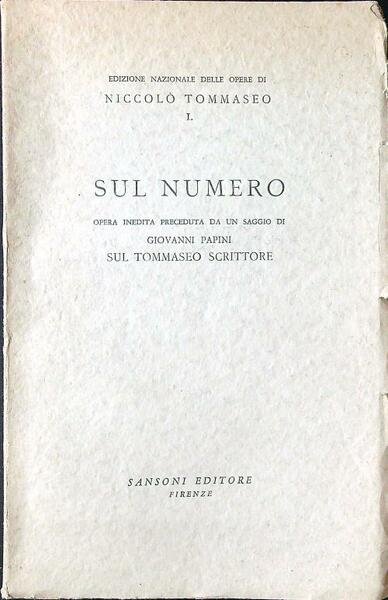 EDIZIONE NAZIONALE DELLE OPERE DI
NICCOLÒ TOMMASEO
I.
SUL NUMERO
OPERA INEDITA PRECEDUTA DA UN SAGGIO DI
GIOVANNI PAPINI
SUL TOMMASEO SCRITTORE
SANSONI EDITORE
FIRENZE